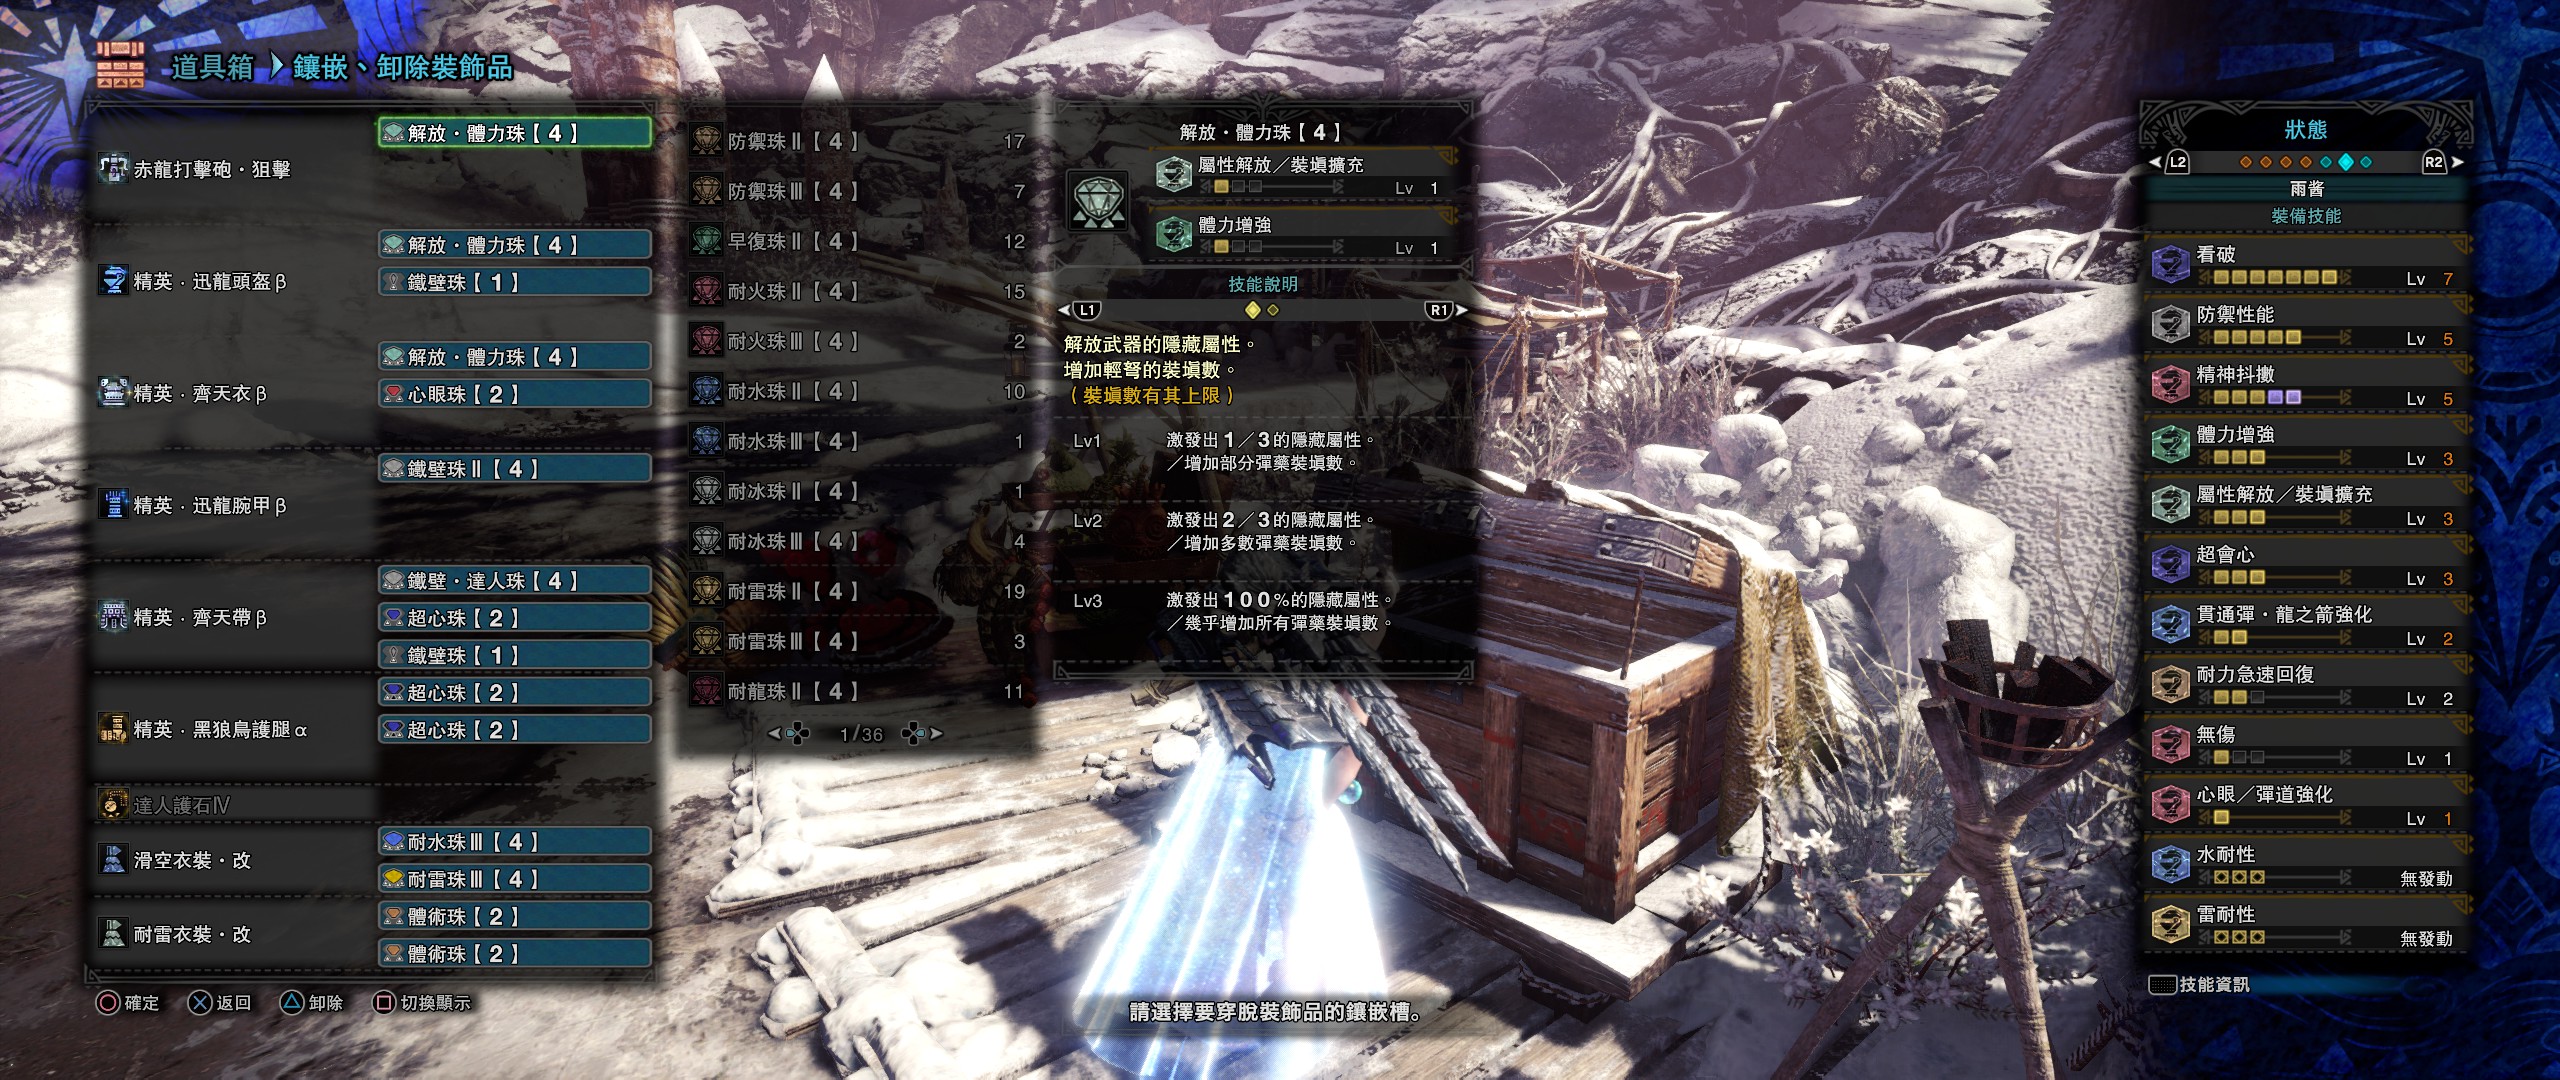 道具箱 鑲嵌、卸除裝飾品
赤龍打擊砲・狙擊
解放・體力珠【4】
精英・迅龍頭盔β
解放・體力珠【4】
鐵壁珠【1】
精英・齊天衣β
解放・體力珠【4】
心眼珠【2】
精英・迅龍腕甲β
鐵壁珠Ⅱ【4】
精英・齊天帶β
鐵壁・達人珠【4】
超心珠【2】
鐵壁珠【1】
精英・黑狼鳥護腿α
超心珠【2】
超心珠【2】
達人護石Ⅳ
滑空衣裝・改
耐水珠Ⅲ【4】
耐雷珠Ⅲ【4】
耐雷衣裝・改
體術珠【2】
體術珠【2】
確定 返回 卸除 切換顯示
防禦珠Ⅱ【4】 17
防禦珠Ⅲ【4】 7
早復珠Ⅱ【4】 12
耐火珠Ⅱ【4】 15
耐火珠Ⅲ【4】 2
耐水珠Ⅱ【4】 10
耐水珠Ⅲ【4】 1
耐冰珠Ⅱ【4】 1
耐冰珠Ⅲ【4】 4
耐雷珠Ⅱ【4】 19
耐雷珠Ⅲ【4】 3
耐龍珠Ⅱ【4】 11
1/36
解放・體力珠【4】
屬性解放／裝填擴充
Lv 1
體力增強
Lv 1
技能說明
L1 R1
解放武器的隱藏屬性。
增加輕弩的裝填數。
（裝填數有其上限）
Lv1 激發出1／3的隱藏屬性。
／增加部分彈藥裝填數。
Lv2 激發出2／3的隱藏屬性。
／增加多數彈藥裝填數。
Lv3 激發出100%的隱藏屬性。
／幾乎增加所有彈藥裝填數。
請選擇要穿脫裝飾品的鑲嵌槽。
狀態
L2 R2
雨酱
裝備技能
看破
Lv 7
防禦性能
Lv 5
精神抖擻
Lv 5
體力增強
Lv 3
屬性解放／裝填擴充
Lv 3
超會心
Lv 3
貫通彈・龍之箭強化
Lv 2
耐力急速回復
Lv 2
無傷
Lv 1
心眼／彈道強化
Lv 1
水耐性
無發動
雷耐性
無發動
技能資訊